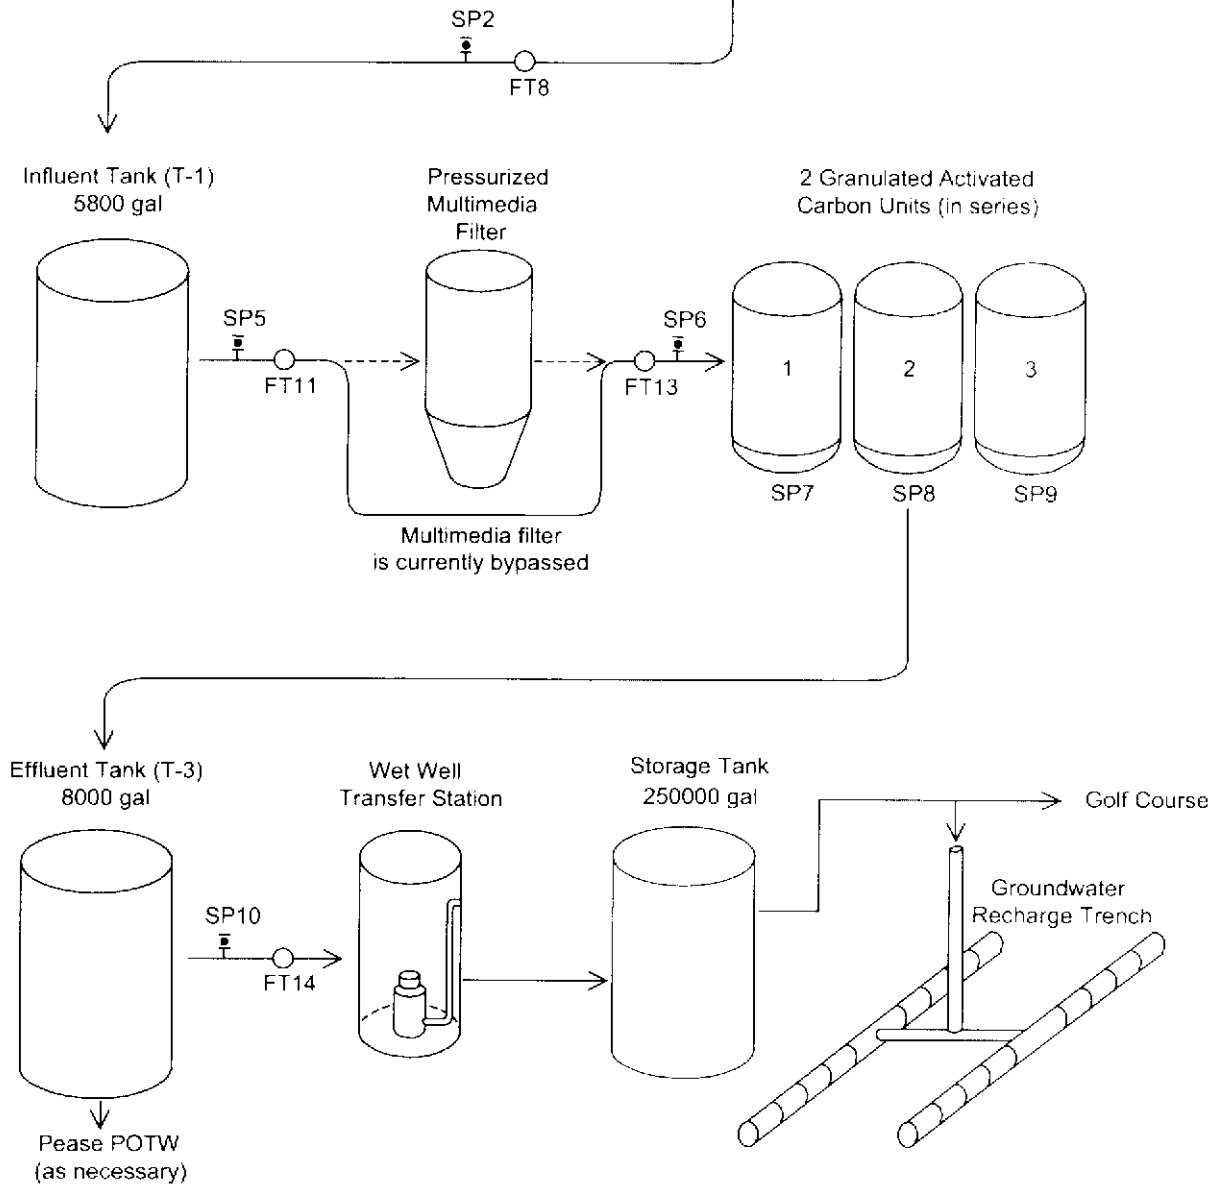 SP2
FT8
Influent Tank (T-1)
5800 gal
Pressurized
Multimedia
Filter
2 Granulated Activated
Carbon Units (in series)
SP5
FT11
SP6
FT13
1
2
3
SP7
SP8
SP9
Multimedia filter
is currently bypassed
Effluent Tank (T-3)
8000 gal
Wet Well
Transfer Station
Storage Tank
250000 gal
Golf Course
Groundwater
Recharge Trench
SP10
FT14
Pease POTW
(as necessary)